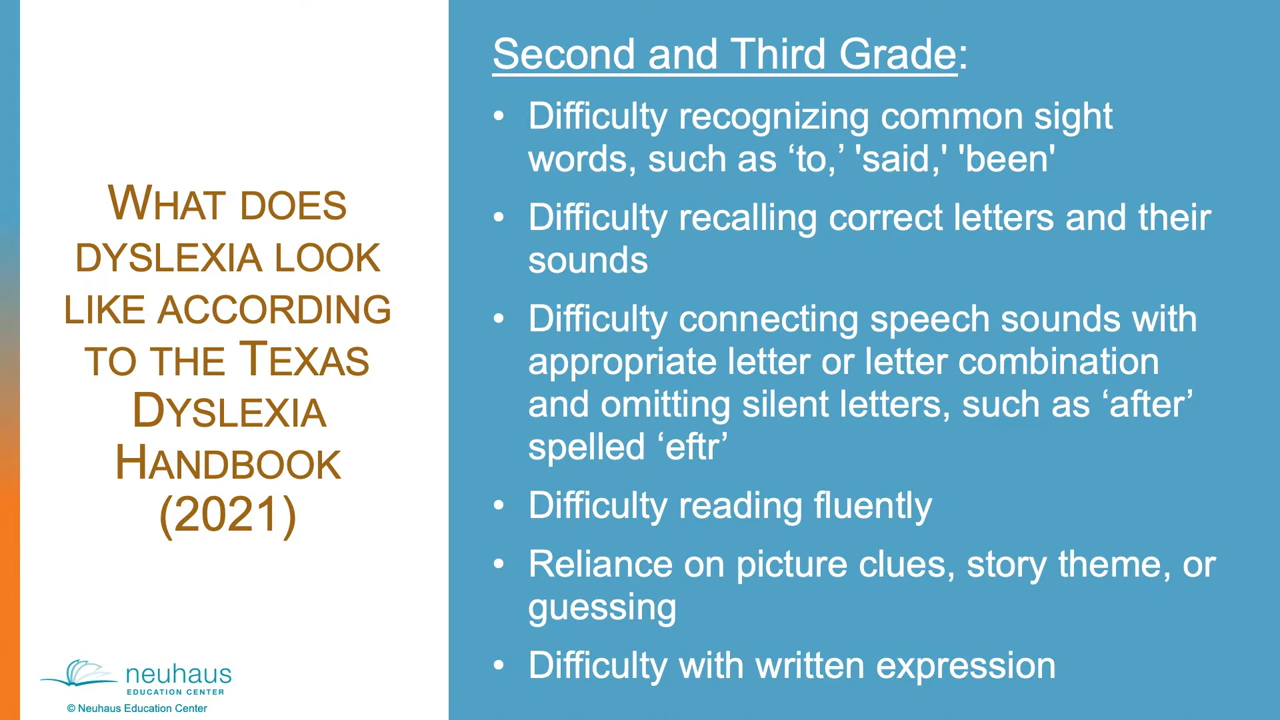 WHAT DOES
DYSLEXIA LOOK
LIKE ACCORDING
TO THE TEXAS
DYSLEXIA
HANDBOOK
(2021)
neuhaus
EDUCATION CENTER
© Neuhaus Education Center
Second and Third Grade:
• Difficulty recognizing common sight
words, such as ‘to,’ 'said,' 'been'
• Difficulty recalling correct letters and their
sounds
• Difficulty connecting speech sounds with
appropriate letter or letter combination
and omitting silent letters, such as ‘after’
spelled ‘eftr’
• Difficulty reading fluently
• Reliance on picture clues, story theme, or
guessing
• Difficulty with written expression